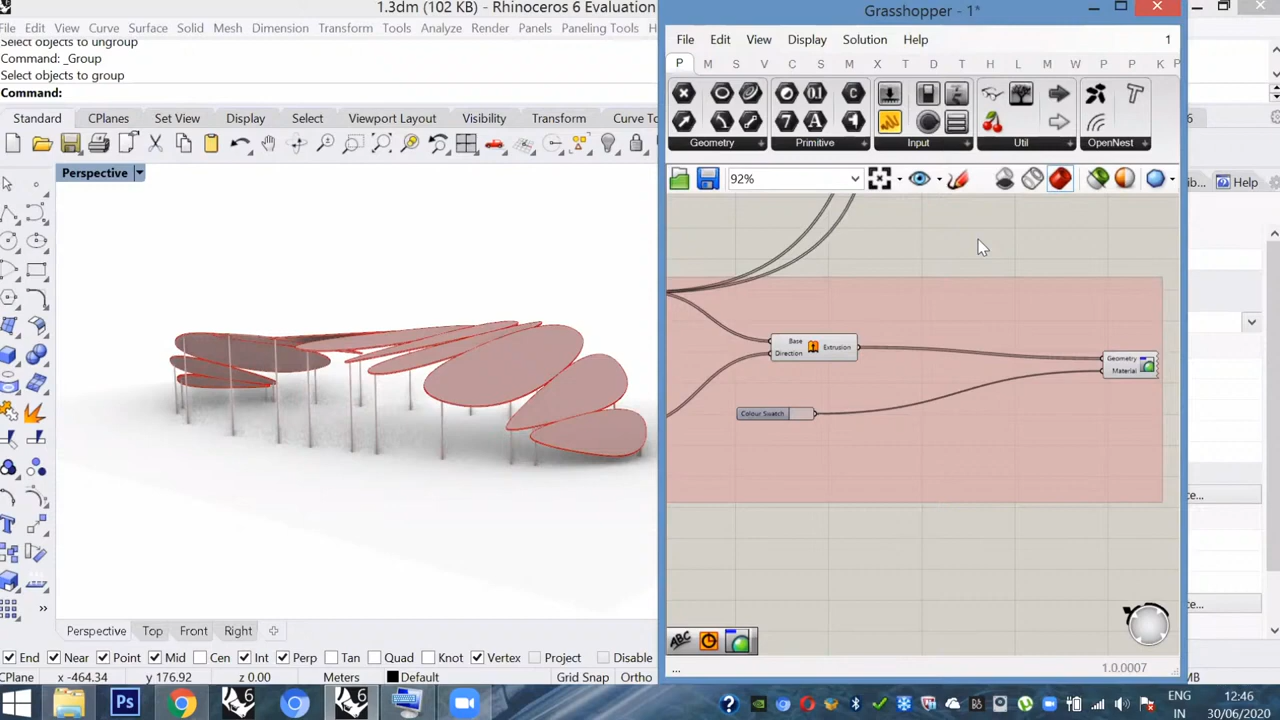 1.3dm (102 KB) - Rhinoceros 6 Evaluation
File Edit View Curve Surface Solid Mesh Dimension Transform Tools Analyze Render Panels Paneling Tools
Select objects to ungroup
Command: _Group
Select objects to group
Command:
Standard CPlanes Set View Display Select Viewport Layout Visibility Transform Curve To
Perspective
Perspective Top Front Right
End Near Point Mid Cen Int Perp Tan Quad Knot Vertex Project Disable
CPlane x -464.34 y 176.92 z 0.00 Meters Default Grid Snap Ortho
Grasshopper - 1*
File Edit View Display Solution Help 1
P M S V C S M X T A D T H L M W P P K P
Geometry Primitive Input Util OpenNest
92%
Base
Direction
Extrusion
Geometry
Material
Colour Swatch
ABC
...
1.0.0007
Help
ENG
IN
12:46
30/06/2020